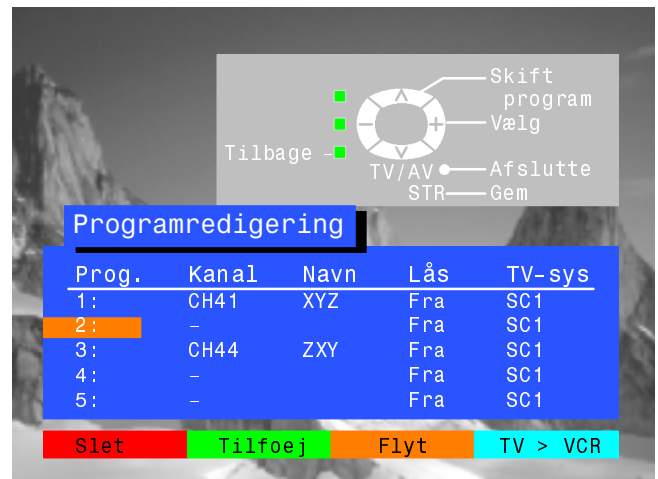 Skift
program
Vælg
Tilbage
TV/AV
Afslutte
STR
Gem
Programredigering
Prog. Kanal Navn Lås TV-sys
1: CH41 XYZ Fra SC1
2: – Fra SC1
3: CH44 ZXY Fra SC1
4: – Fra SC1
5: – Fra SC1
Slet Tilfoej Flyt TV > VCR